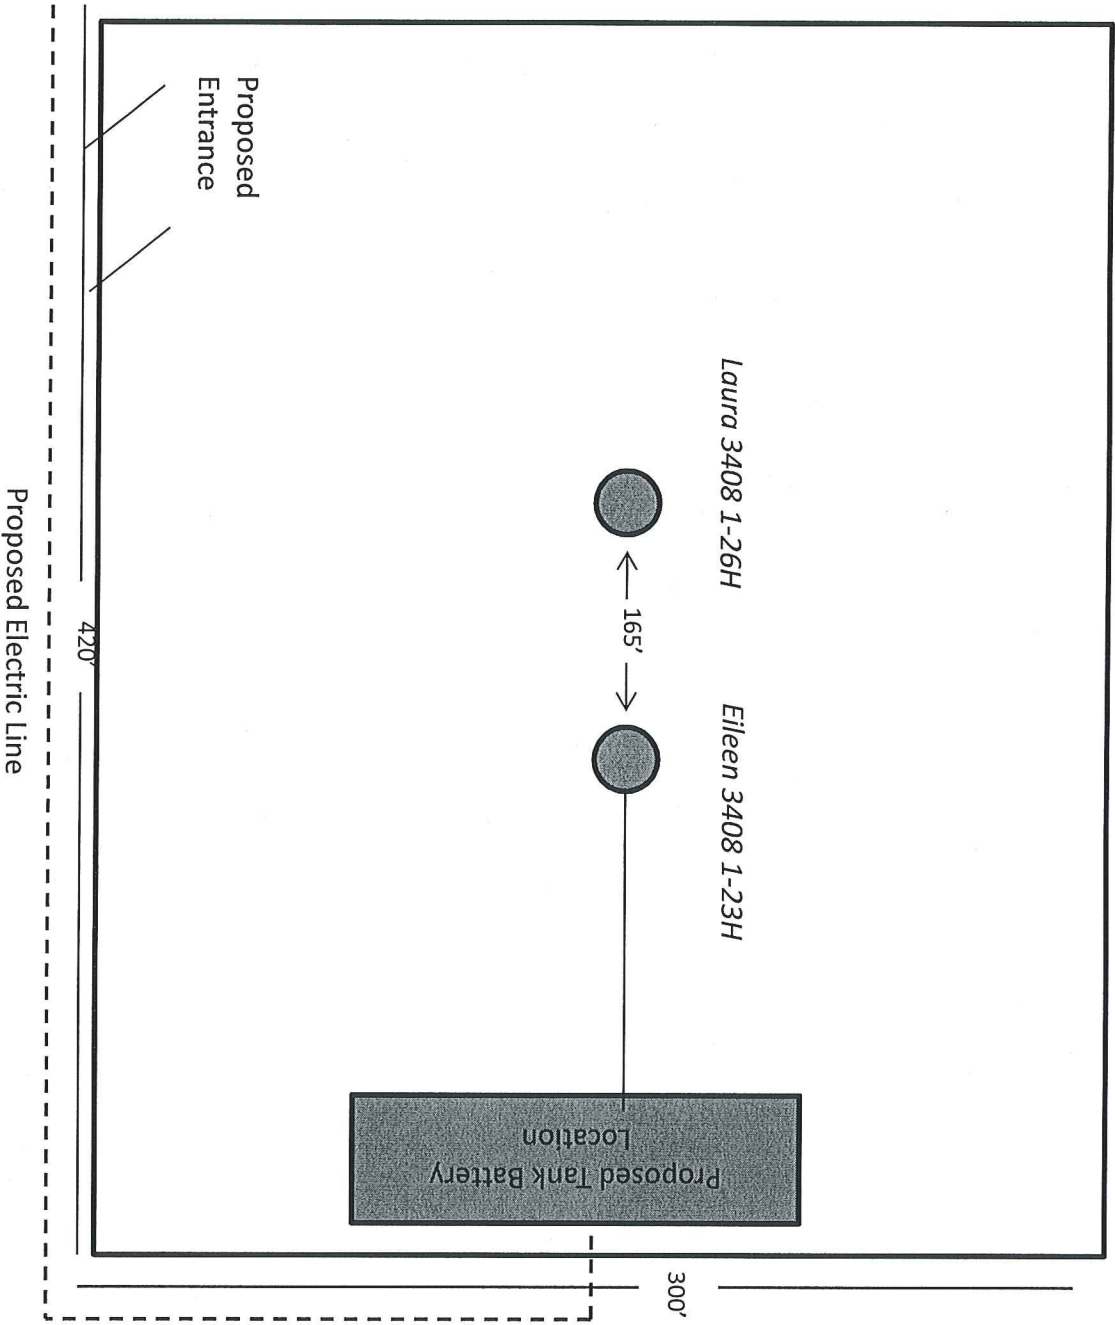 Laura 3408 1-26H
Eileen 3408 1-23H
165’
Proposed
Entrance
Proposed Tank Battery
Location
300’
420’
Proposed Electric Line